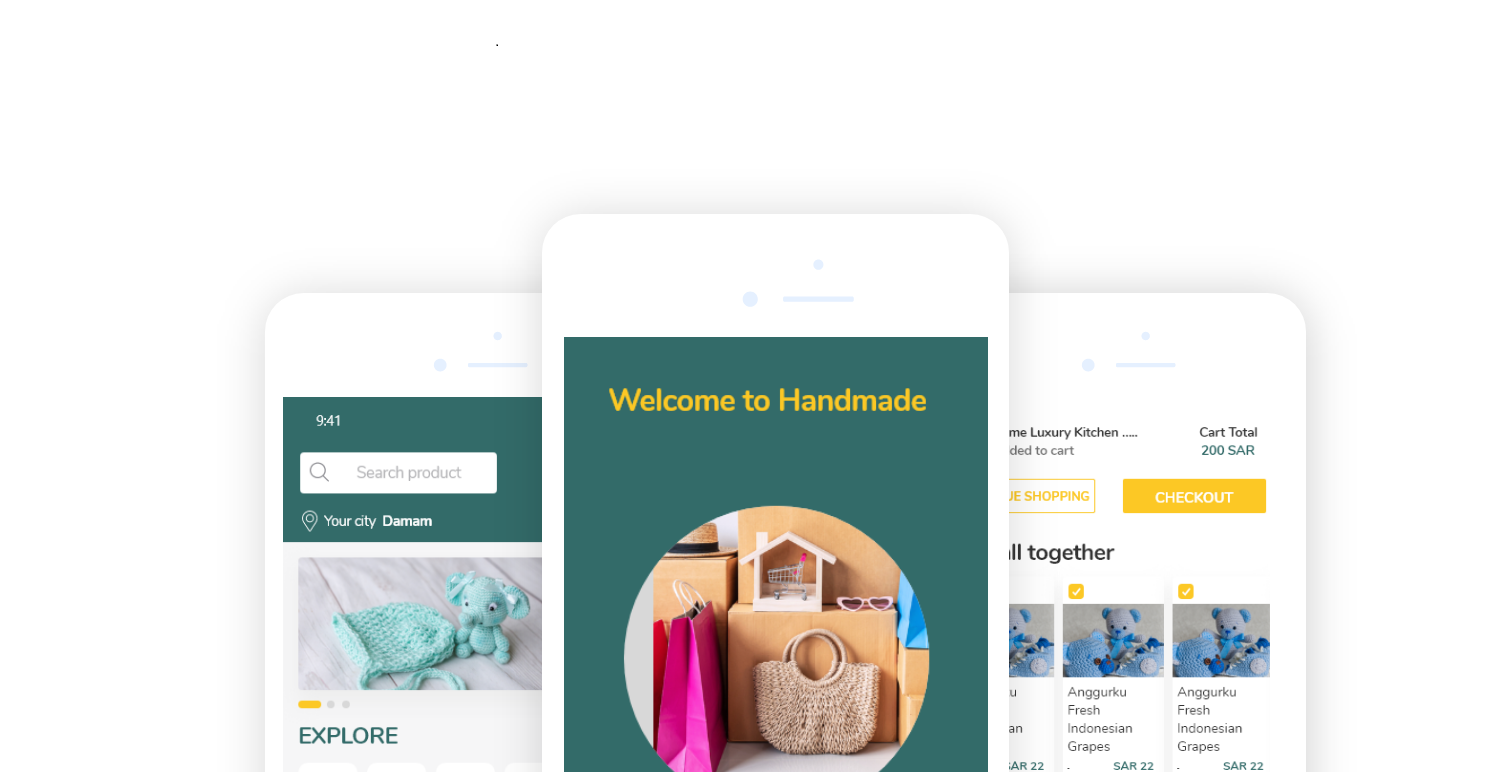 .
9:41
Search product
Your city Damam
EXPLORE
Welcome to Handmade
me Luxury Kitchen .....
Cart Total
ded to cart
200 SAR
UE SHOPPING
CHECKOUT
ll together
u
an
SAR 22
Anggurku
Fresh
Indonesian
Grapes
. SAR 22
Anggurku
Fresh
Indonesian
Grapes
. SAR 22